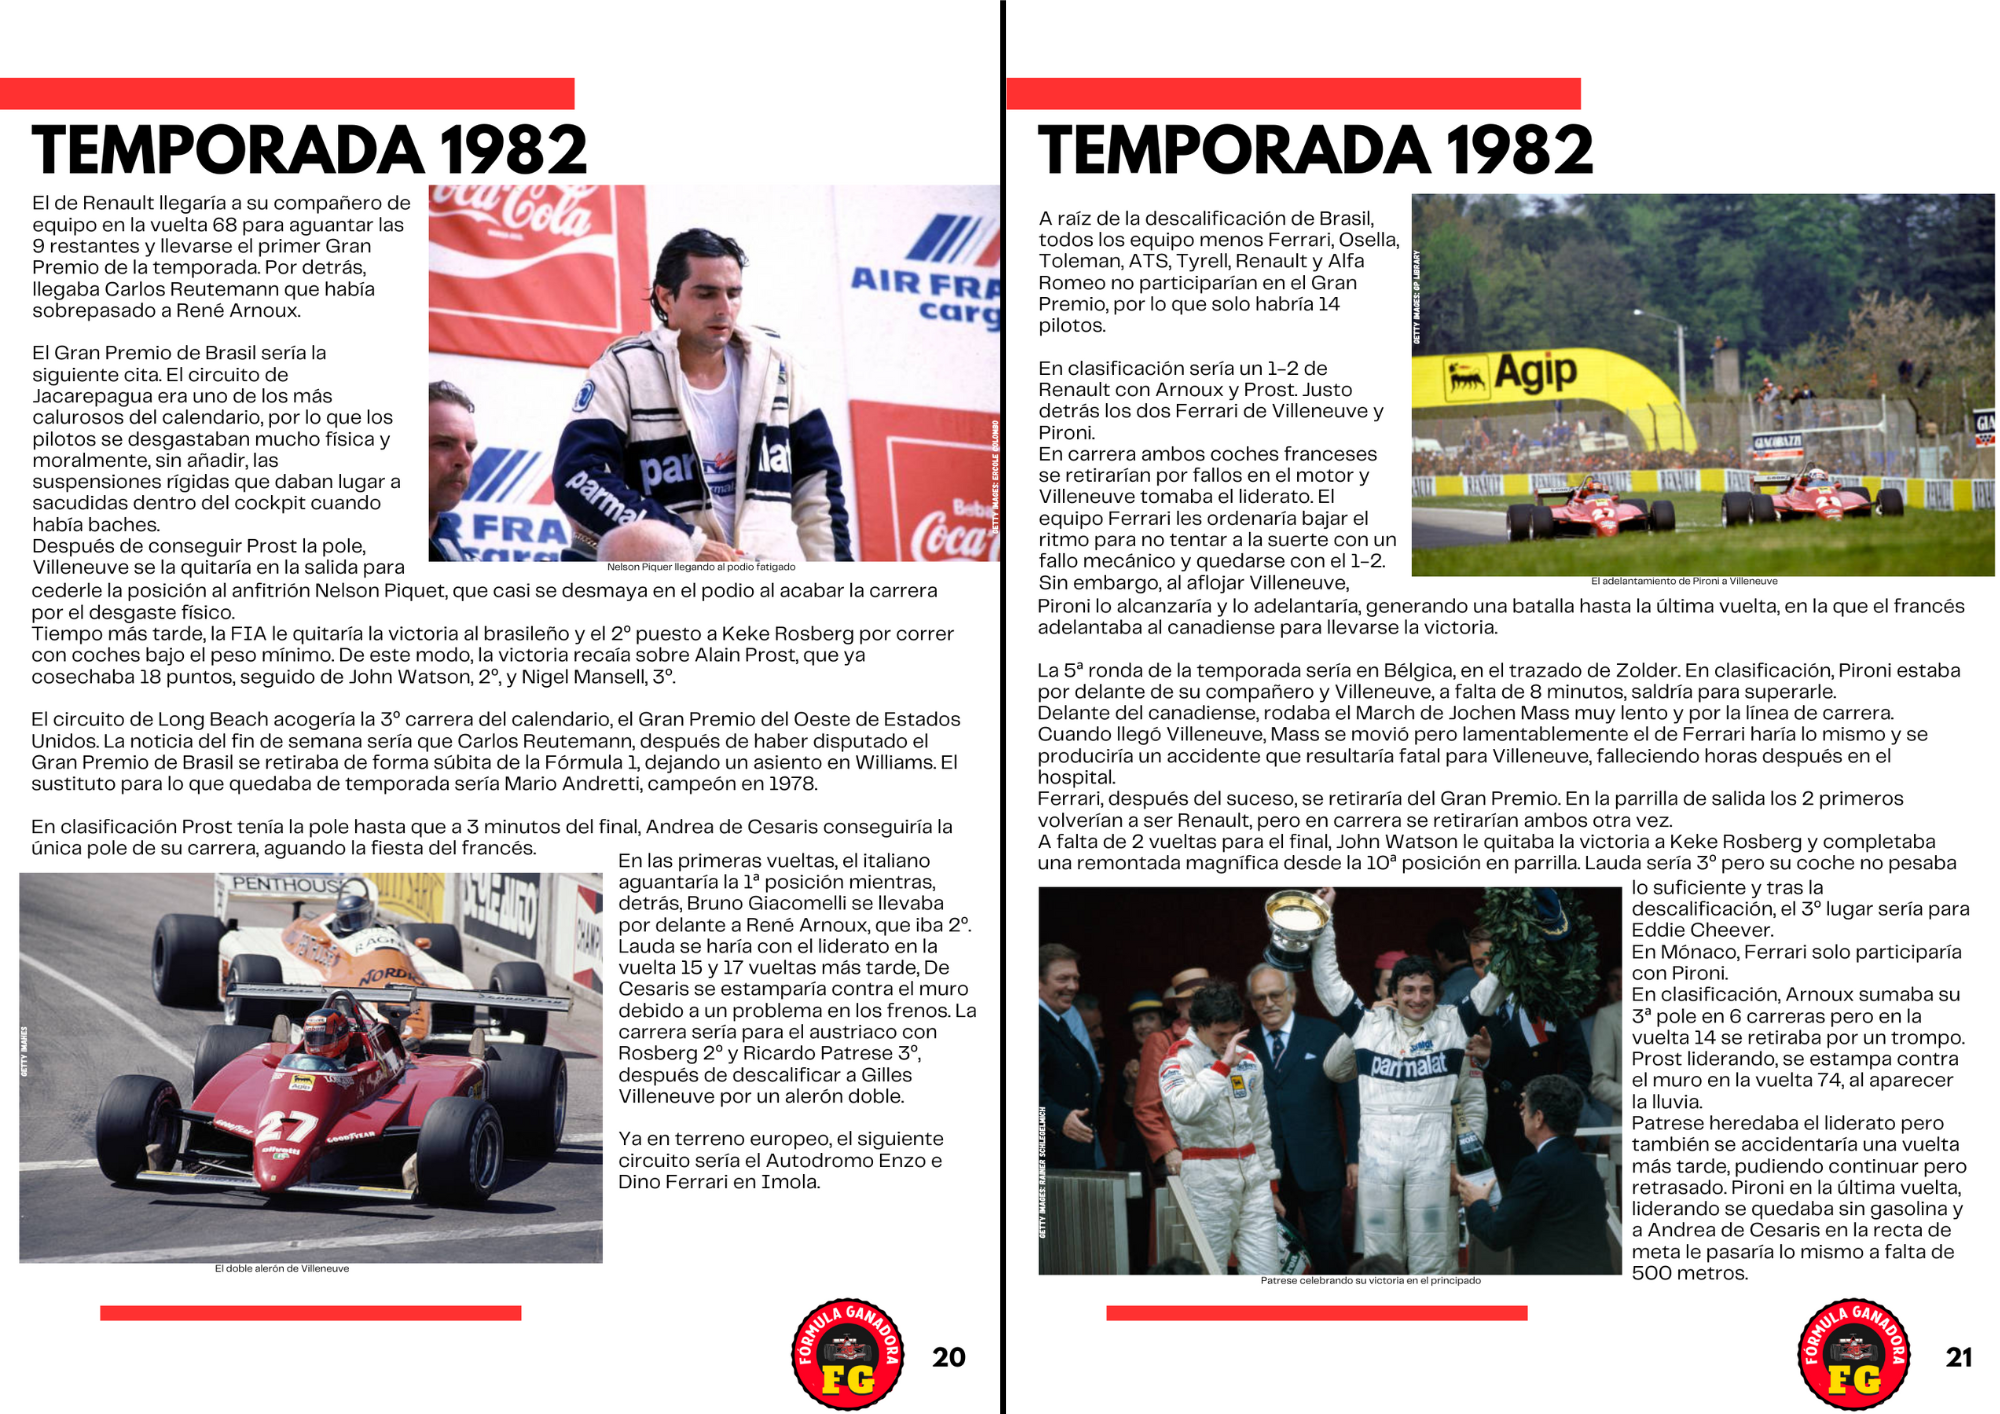 TEMPORADA 1982
El de Renault llegaría a su compañero de
equipo en la vuelta 68 para aguantar las
9 restantes y llevarse el primer Gran
Premio de la temporada. Por detrás,
llegaba Carlos Reutemann que había
sobrepasado a René Arnoux.
El Gran Premio de Brasil sería la
siguiente cita. El circuito de
Jacarepagua era uno de los más
calurosos del calendario, por lo que los
pilotos se desgastaban mucho física y
moralmente, sin añadir, las
suspensiones rígidas que daban lugar a
sacudidas dentro del cockpit cuando
había baches.
Después de conseguir Prost la pole,
Villeneuve se la quitaría en la salida para
cederle la posición al anfitrión Nelson Piquet, que casi se desmaya en el podio al acabar la carrera
por el desgaste físico.
Tiempo más tarde, la FIA le quitaría la victoria al brasileño y el 2º puesto a Keke Rosberg por correr
con coches bajo el peso mínimo. De este modo, la victoria recaía sobre Alain Prost, que ya
cosechaba 18 puntos, seguido de John Watson, 2º, y Nigel Mansell, 3º.
Coca-Cola
AIR FRA
carg
parmalat
R FRA
cargo
Coca
GETTY IMAGES: ERCOLE COLOMBO
Nelson Piquer llegando al podio fatigado
El circuito de Long Beach acogería la 3º carrera del calendario, el Gran Premio del Oeste de Estados
Unidos. La noticia del fin de semana sería que Carlos Reutemann, después de haber disputado el
Gran Premio de Brasil se retiraba de forma súbita de la Fórmula 1, dejando un asiento en Williams. El
sustituto para lo que quedaba de temporada sería Mario Andretti, campeón en 1978.
En clasificación Prost tenía la pole hasta que a 3 minutos del final, Andrea de Cesaris conseguiría la
única pole de su carrera, aguando la fiesta del francés.
En las primeras vueltas, el italiano
aguantaría la 1ª posición mientras,
detrás, Bruno Giacomelli se llevaba
por delante a René Arnoux, que iba 2º.
Lauda se haría con el liderato en la
vuelta 15 y 17 vueltas más tarde, De
Cesaris se estamparía contra el muro
debido a un problema en los frenos. La
carrera sería para el austriaco con
Rosberg 2º y Ricardo Patrese 3º,
después de descalificar a Gilles
Villeneuve por un alerón doble.
Ya en terreno europeo, el siguiente
circuito sería el Autodromo Enzo e
Dino Ferrari en Imola.
PENTHOUSE
RAGNO
GOODYEAR
GOODYEAR
Agip
27
GOODYEAR
GOODYEAR
olivetti
GETTY IMAGES
El doble alerón de Villeneuve
FÓRMULA GANADORA
FG
20
TEMPORADA 1982
A raíz de la descalificación de Brasil,
todos los equipo menos Ferrari, Osella,
Toleman, ATS, Tyrell, Renault y Alfa
Romeo no participarían en el Gran
Premio, por lo que solo habría 14
pilotos.
En clasificación sería un 1-2 de
Renault con Arnoux y Prost. Justo
detrás los dos Ferrari de Villeneuve y
Pironi.
En carrera ambos coches franceses
se retirarían por fallos en el motor y
Villeneuve tomaba el liderato. El
equipo Ferrari les ordenaría bajar el
ritmo para no tentar a la suerte con un
fallo mecánico y quedarse con el 1-2.
Sin embargo, al aflojar Villeneuve,
Pironi lo alcanzaría y lo adelantaría, generando una batalla hasta la última vuelta, en la que el francés
adelantaba al canadiense para llevarse la victoria.
GETTY IMAGES: GP LIBRARY
Agip
GIACOBAZZI
RENAULT
27
28
El adelantamiento de Pironi a Villeneuve
La 5ª ronda de la temporada sería en Bélgica, en el trazado de Zolder. En clasificación, Pironi estaba
por delante de su compañero y Villeneuve, a falta de 8 minutos, saldría para superarle.
Delante del canadiense, rodaba el March de Jochen Mass muy lento y por la línea de carrera.
Cuando llegó Villeneuve, Mass se movió pero lamentablemente el de Ferrari haría lo mismo y se
produciría un accidente que resultaría fatal para Villeneuve, falleciendo horas después en el
hospital.
Ferrari, después del suceso, se retiraría del Gran Premio. En la parrilla de salida los 2 primeros
volverían a ser Renault, pero en carrera se retirarían ambos otra vez.
A falta de 2 vueltas para el final, John Watson le quitaba la victoria a Keke Rosberg y completaba
una remontada magnífica desde la 10ª posición en parrilla. Lauda sería 3º pero su coche no pesaba
lo suficiente y tras la
descalificación, el 3º lugar sería para
Eddie Cheever.
En Mónaco, Ferrari solo participaría
con Pironi.
En clasificación, Arnoux sumaba su
3ª pole en 6 carreras pero en la
vuelta 14 se retiraba por un trompo.
Prost liderando, se estampa contra
el muro en la vuelta 74, al aparecer
la lluvia.
Patrese heredaba el liderato pero
también se accidentaría una vuelta
más tarde, pudiendo continuar pero
retrasado. Pironi en la última vuelta,
liderando se quedaba sin gasolina y
a Andrea de Cesaris en la recta de
meta le pasaría lo mismo a falta de
500 metros.
parmalat
GETTY IMAGES: RAINER SCHLEGELMILCH
Patrese celebrando su victoria en el principado
FÓRMULA GANADORA
FG
21